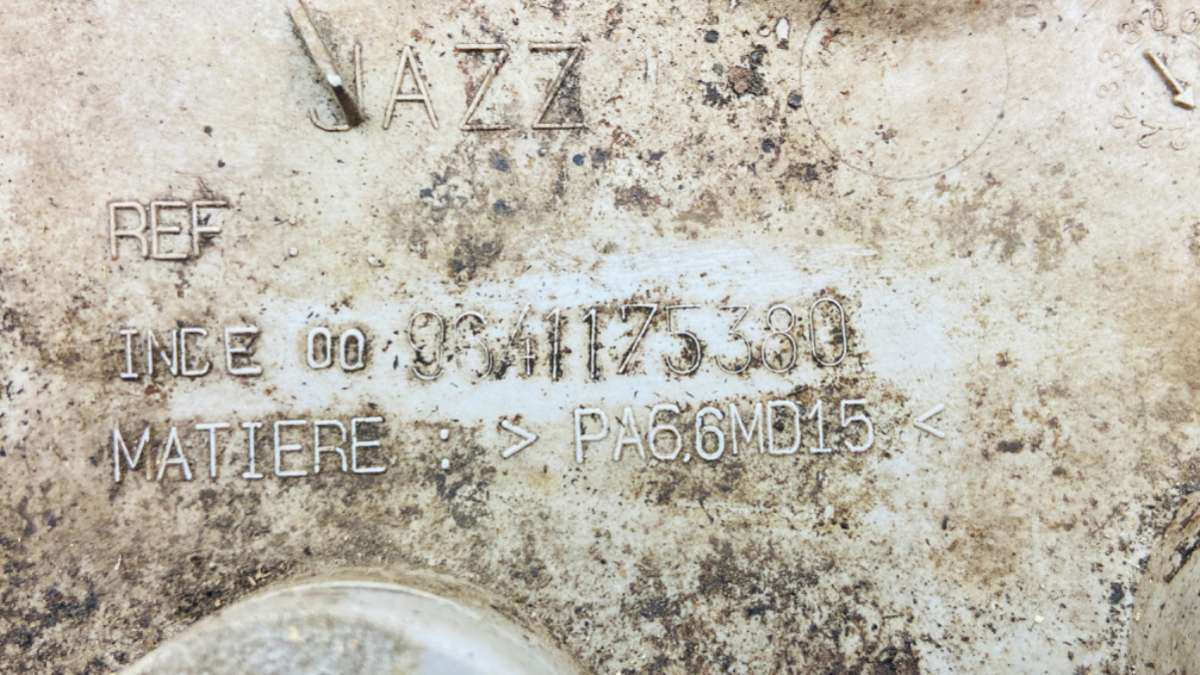 JAZZ
REF
INDE 00 9641175380
MATIERE : > PA6.6MD15 <